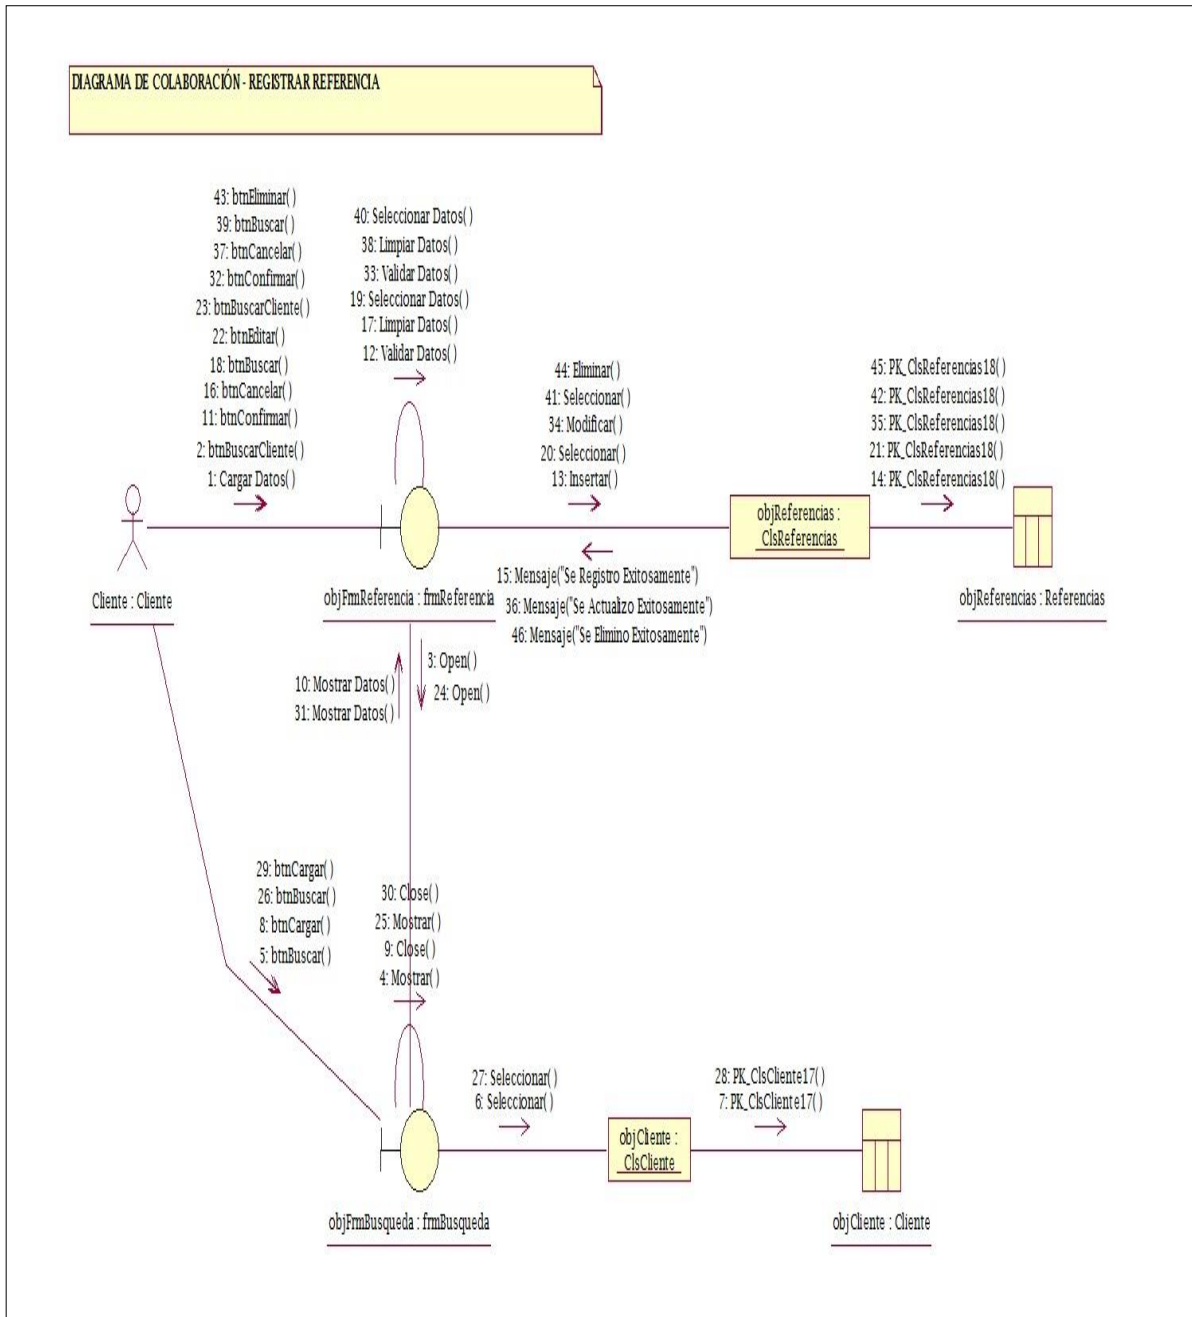 DIAGRAMA DE COLABORACIÓN - REGISTRAR REFERENCIA
43: btnEliminar( )
39: btnBuscar( )
37: btnCancelar( )
32: btnConfirmar( )
23: btnBuscarCliente( )
22: btnEditar( )
18: btnBuscar( )
16: btnCancelar( )
11: btnConfirmar( )
2: btnBuscarCliente( )
1: Cargar Datos( )
40: Seleccionar Datos( )
38: Limpiar Datos( )
33: Validar Datos( )
19: Seleccionar Datos( )
17: Limpiar Datos( )
12: Validar Datos( )
44: Eliminar( )
41: Seleccionar( )
34: Modificar( )
20: Seleccionar( )
13: Insertar( )
45: PK_ClsReferencias18( )
42: PK_ClsReferencias18( )
35: PK_ClsReferencias18( )
21: PK_ClsReferencias18( )
14: PK_ClsReferencias18( )
objReferencias :
ClsReferencias
Cliente : Cliente
objFrmReferencia : frmReferencia
15: Mensaje("Se Registro Exitosamente")
36: Mensaje("Se Actualizo Exitosamente")
46: Mensaje("Se Elimino Exitosamente")
objReferencias : Referencias
3: Open( )
24: Open( )
10: Mostrar Datos( )
31: Mostrar Datos( )
29: btnCargar( )
26: btnBuscar( )
8: btnCargar( )
5: btnBuscar( )
30: Close( )
25: Mostrar( )
9: Close( )
4: Mostrar( )
27: Seleccionar( )
6: Seleccionar( )
28: PK_ClsCliente17( )
7: PK_ClsCliente17( )
objCliente :
ClsCliente
objFrmBusqueda : frmBusqueda
objCliente : Cliente